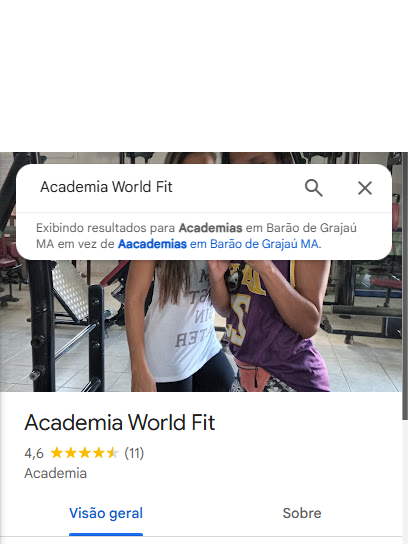 Academia World Fit
Exibindo resultados para Academias em Barão de Grajaú
MA em vez de Aacademias em Barão de Grajaú MA.
Academia World Fit
4,6 (11)
Academia
Visão geral
Sobre